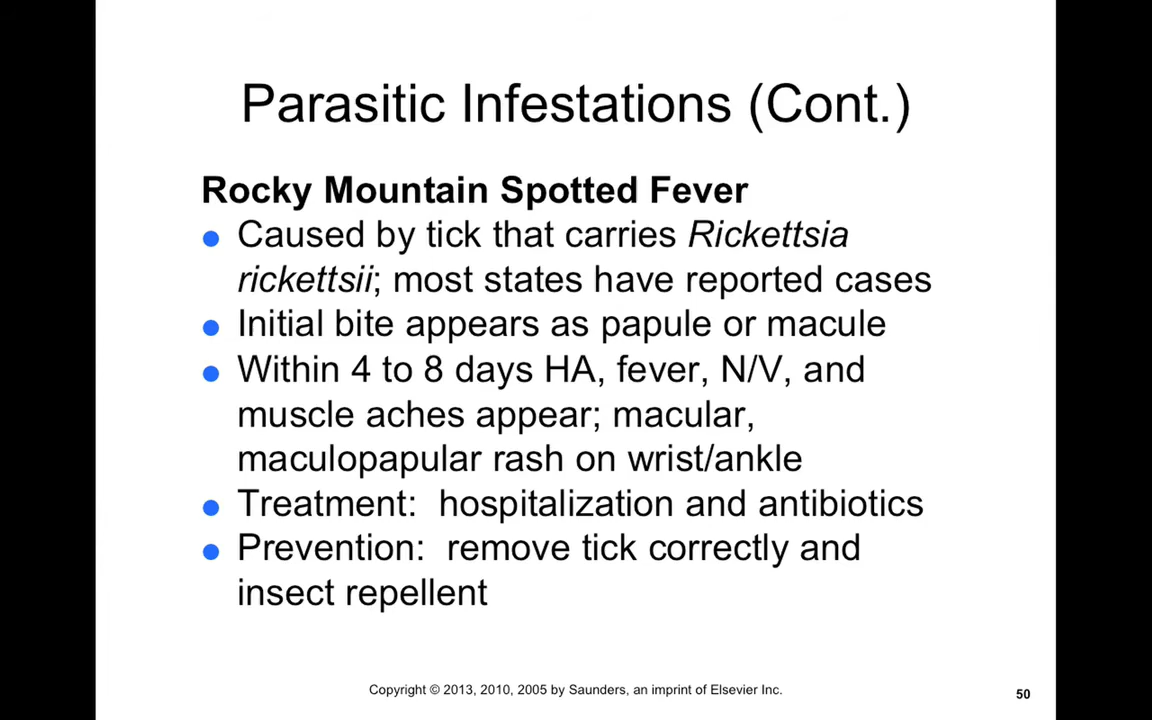 Parasitic Infestations (Cont.)
Rocky Mountain Spotted Fever
● Caused by tick that carries Rickettsia
rickettsii; most states have reported cases
● Initial bite appears as papule or macule
● Within 4 to 8 days HA, fever, N/V, and
muscle aches appear; macular,
maculopapular rash on wrist/ankle
● Treatment:  hospitalization and antibiotics
● Prevention:  remove tick correctly and
insect repellent
Copyright © 2013, 2010, 2005 by Saunders, an imprint of Elsevier Inc.
50